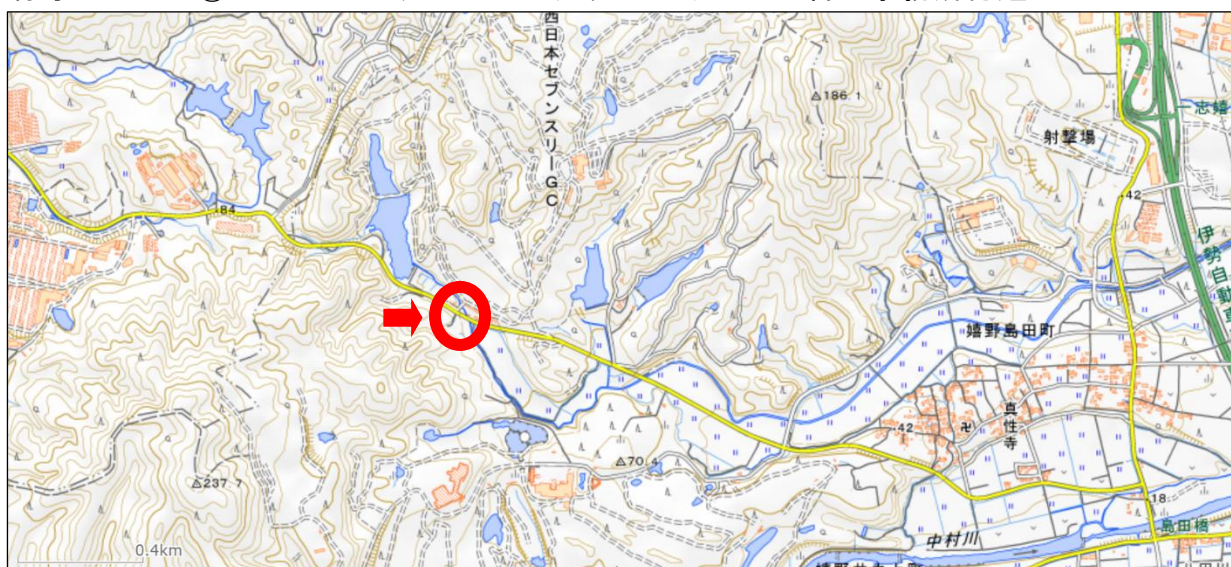 西日本セブンスリーGC
186.1
射撃場
一志嬉
84
42
伊勢自動車
嬉野島田町
真性寺
42
70.4
237.7
18
島田橋
中村川
0.4km